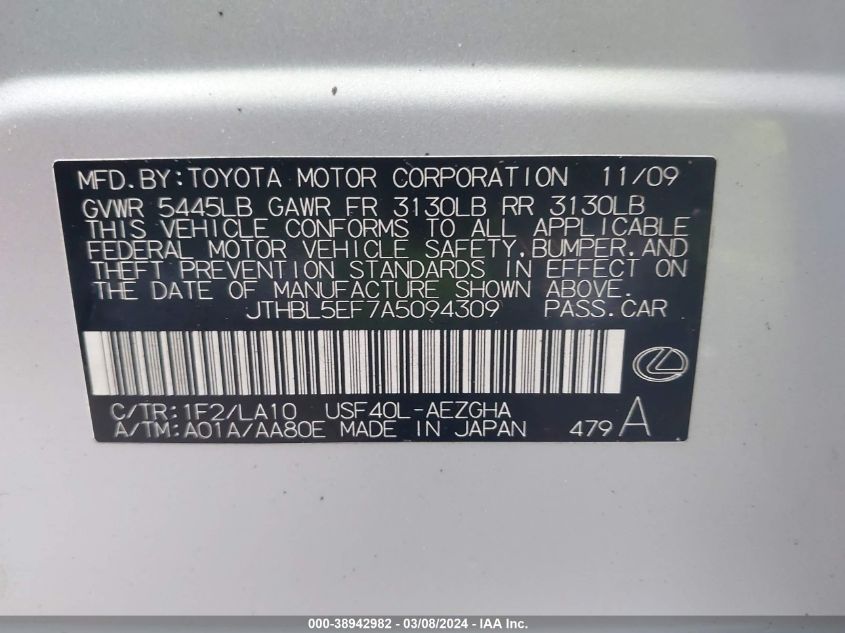 MFD.BY:TOYOTA MOTOR CORPORATION 11/09
GVWR 5445LB GAWR FR 3130LB RR 3130LB
THIS VEHICLE CONFORMS TO ALL APPLICABLE
FEDERAL MOTOR VEHICLE SAFETY,BUMPER,AND
THEFT PREVENTION STANDARDS IN EFFECT ON
THE DATE OF MANUFACTURE SHOWN ABOVE.
JTHBL5EF7A5094309 PASS.CAR
C/TR:1F2/LA10 USF40L-AEZGHA
A/TM:A01A/AA80E MADE IN JAPAN 479 A
000-38942982 - 03/08/2024 - IAA Inc.